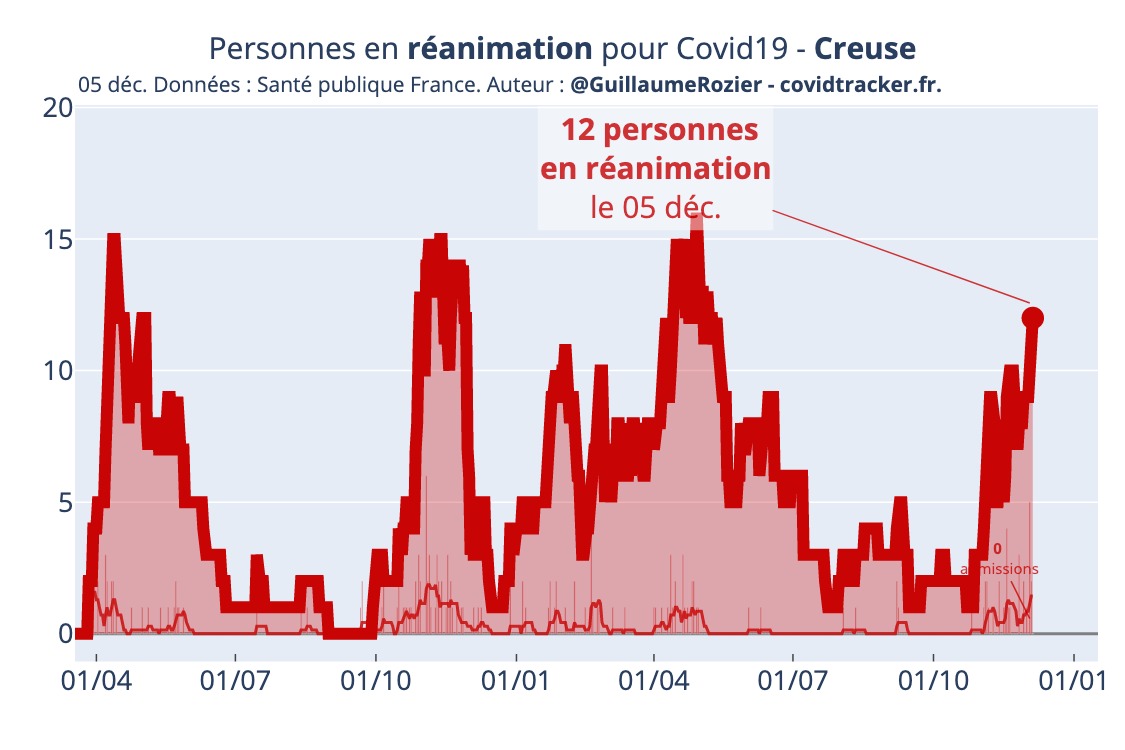 Personnes en réanimation pour Covid19 - Creuse
05 déc. Données : Santé publique France. Auteur : @GuillaumeRozier - covidtracker.fr.
20
12 personnes
en réanimation
le 05 déc.
15
10
5
0
admissions
0
01/04
01/07
01/10
01/01
01/04
01/07
01/10
01/01